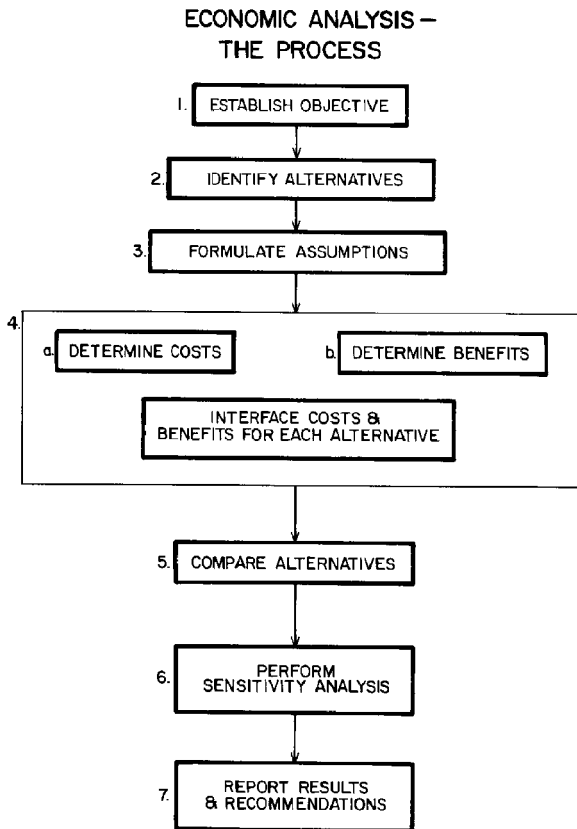 ECONOMIC ANALYSIS –
THE PROCESS
1. ESTABLISH OBJECTIVE
2. IDENTIFY ALTERNATIVES
3. FORMULATE ASSUMPTIONS
4.
a. DETERMINE COSTS
b. DETERMINE BENEFITS
INTERFACE COSTS &
BENEFITS FOR EACH ALTERNATIVE
5. COMPARE ALTERNATIVES
6. PERFORM
SENSITIVITY ANALYSIS
7. REPORT RESULTS
& RECOMMENDATIONS